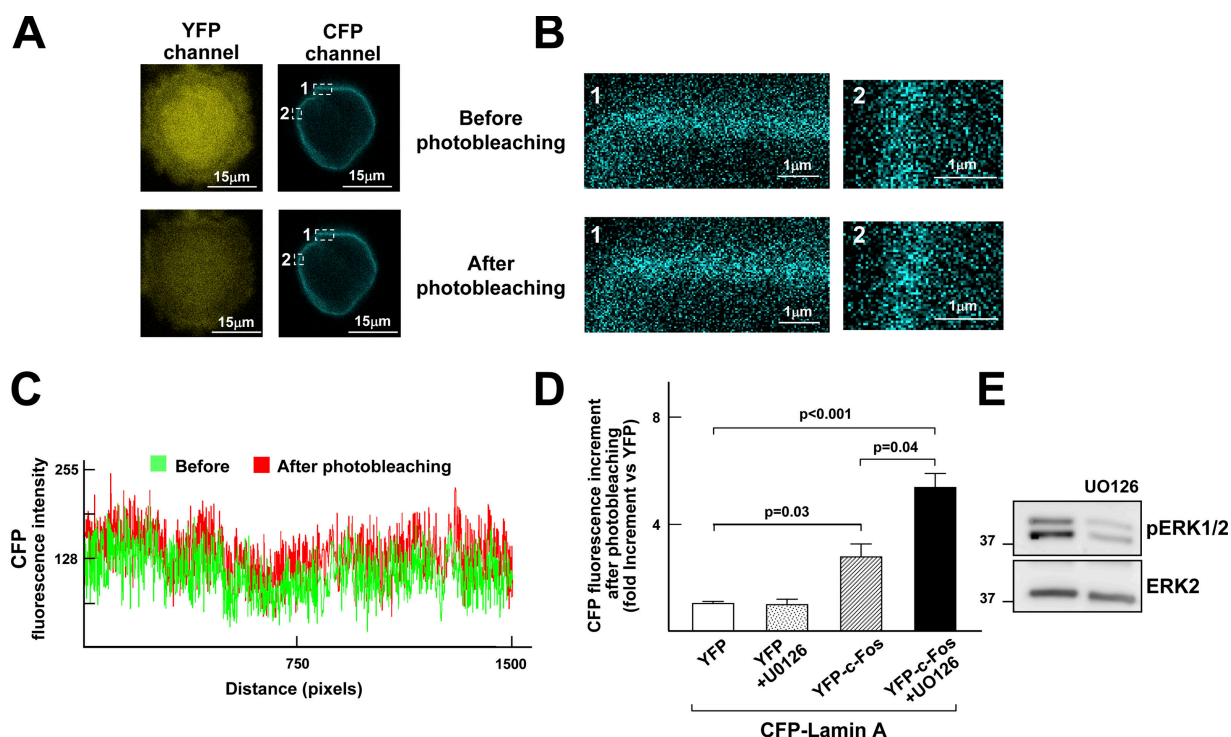 A
YFP
channel
CFP
channel
1
2
15µm
15µm
Before
photobleaching
1
2
15µm
15µm
After
photobleaching
B
1
1µm
2
1µm
1
1µm
2
1µm
C
Before
After photobleaching
CFP
fluorescence intensity
255
128
750
1500
Distance (pixels)
D
CFP fluorescence increment
after photobleaching
(fold Increment vs YFP)
8
4
p<0.001
p=0.04
p=0.03
YFP
YFP
+U0126
YFP-c-Fos
YFP-c-Fos
+UO126
CFP-Lamin A
E
UO126
37
pERK1/2
37
ERK2